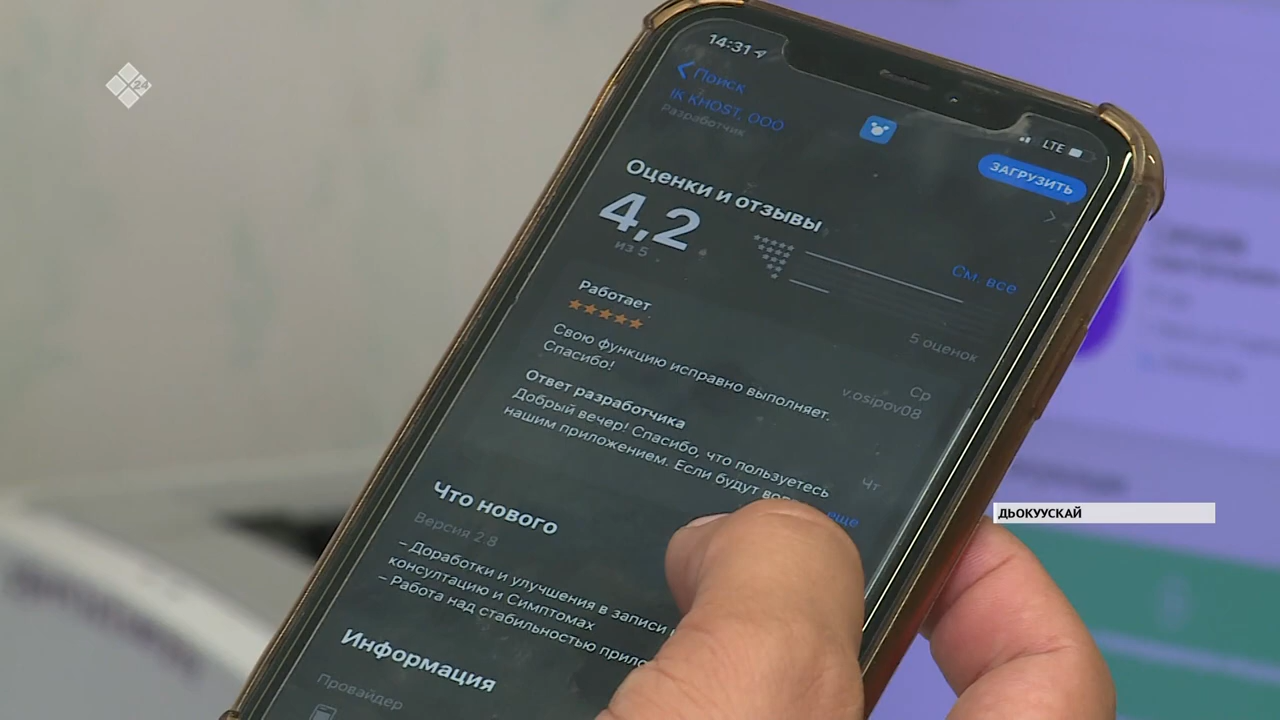 24
14:31
Поиск
IK KHOST, OOO
Разработчик
LTE
ЗАГРУЗИТЬ
Оценки и отзывы
4,2
из 5
См. все
5 оценок
Работает
Ср
Свою функцию исправно выполняет.
v.osipov08
Спасибо!
Ответ разработчика
Чт
Добрый вечер! Спасибо, что пользуетесь
нашим приложением. Если будут
еще
Что нового
Версия 2.8
– Доработки и улучшения в записи
консултацию и Симптомах
– Работа над стабильностью
Информация
Провайдер
ДЬОКУУСКАЙ